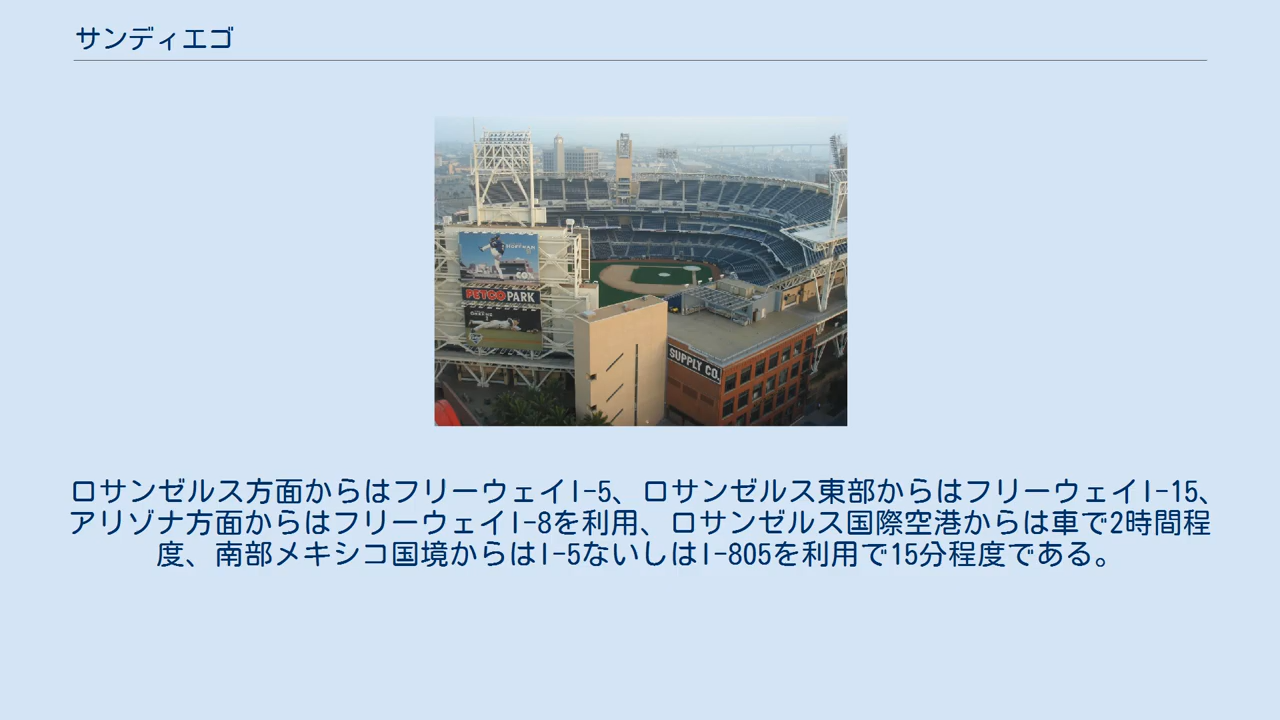 サンディエゴ
HOFFMAN
PETCO PARK
SUPPLY CO.
ロサンゼルス方面からはフリーウェイI-5、ロサンゼルス東部からはフリーウェイI-15、
アリゾナ方面からはフリーウェイI-8を利用、ロサンゼルス国際空港からは車で2時間程
度、南部メキシコ国境からはI-5ないしはI-805を利用で15分程度である。